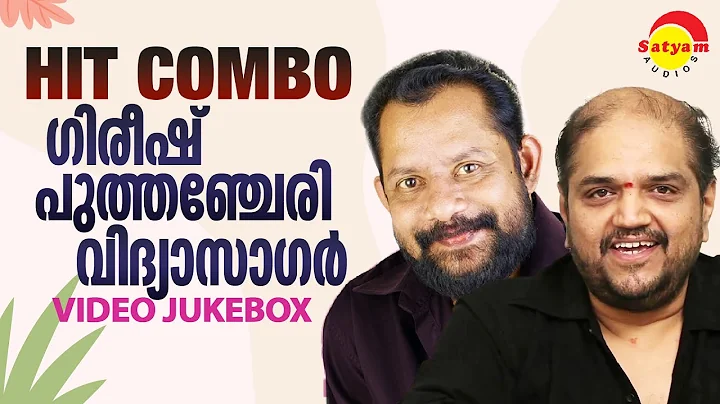 HIT COMBO
ഗിരീഷ്
പുത്തഞ്ചേരി
വിദ്യാസാഗർ
VIDEO JUKEBOX
Satyam
AUDIOS